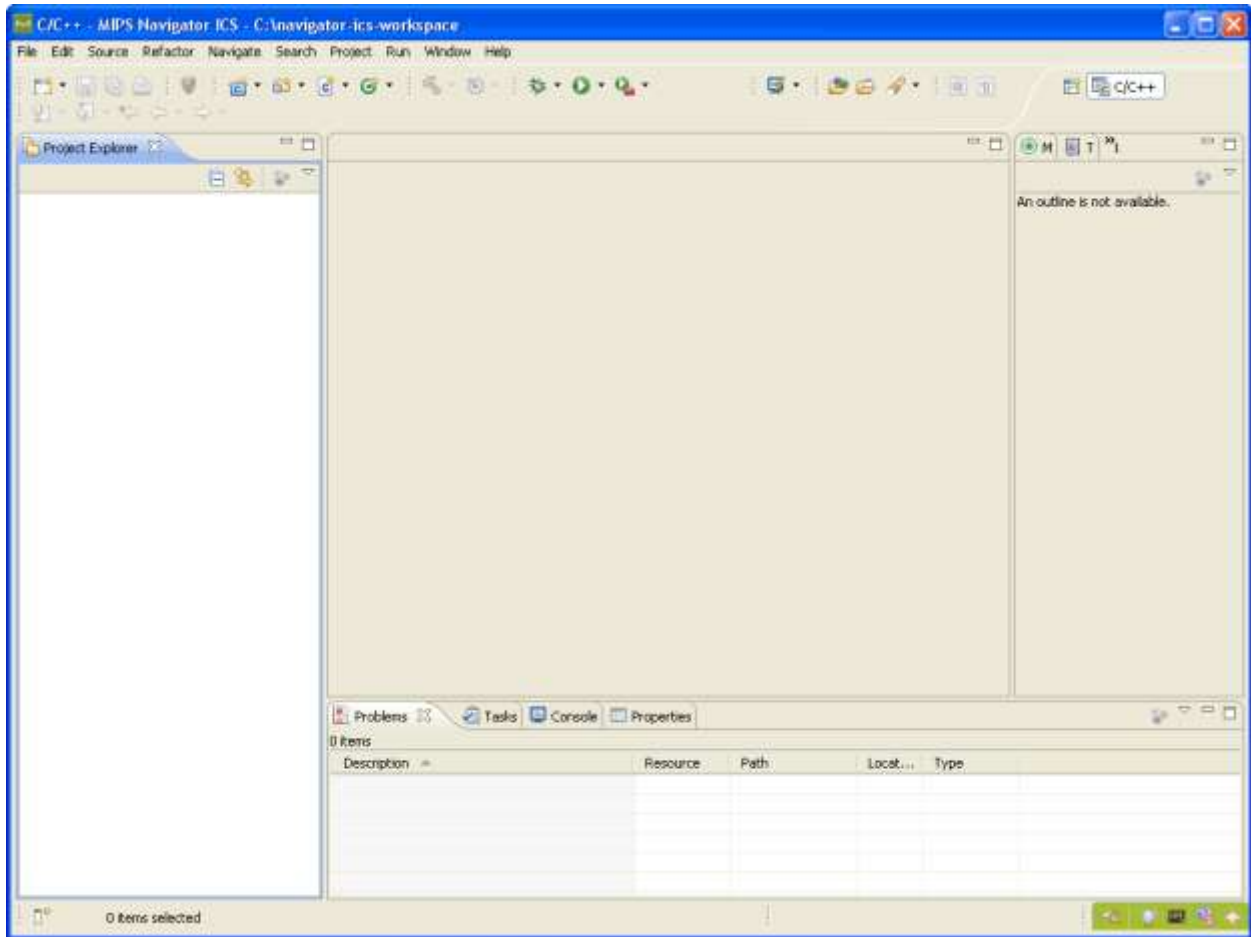 C/C++ - MIPS Navigator ICS - C:\navigator-ics-workspace
File Edit Source Refactor Navigate Search Project Run Window Help
C/C++
Project Explorer
M T »1
An outline is not available.
Problems Tasks Console Properties
0 items
Description Resource Path Locat... Type
0 items selected